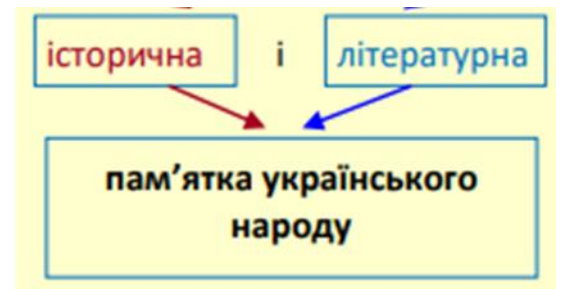 історична і літературна
пам’ятка українського
народу